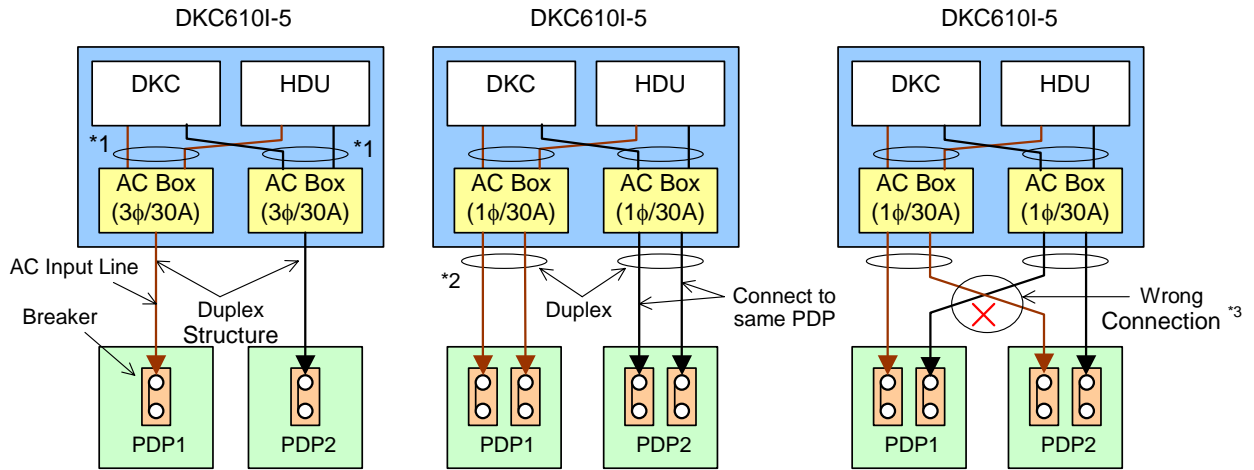 DKC610I-5
DKC
HDU
*1
*1
AC Box
(3ϕ/30A)
AC Box
(3ϕ/30A)
AC Input Line
Duplex
Structure
Breaker
PDP1
PDP2
DKC610I-5
DKC
HDU
AC Box
(1ϕ/30A)
AC Box
(1ϕ/30A)
*2
Duplex
Connect to
same PDP
PDP1
PDP2
DKC610I-5
DKC
HDU
AC Box
(1ϕ/30A)
AC Box
(1ϕ/30A)
Wrong
Connection *3
PDP1
PDP2